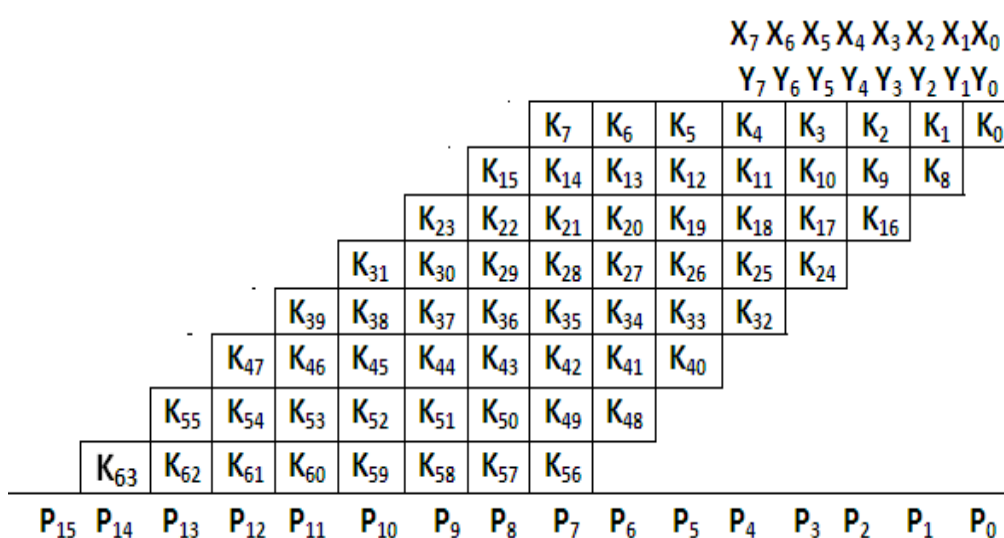 X₇ X₆ X₅ X₄ X₃ X₂ X₁X₀
Y₇ Y₆ Y₅ Y₄ Y₃ Y₂ Y₁Y₀
K₇ K₆ K₅ K₄ K₃ K₂ K₁ K₀
K₁₅ K₁₄ K₁₃ K₁₂ K₁₁ K₁₀ K₉ K₈
K₂₃ K₂₂ K₂₁ K₂₀ K₁₉ K₁₈ K₁₇ K₁₆
K₃₁ K₃₀ K₂₉ K₂₈ K₂₇ K₂₆ K₂₅ K₂₄
K₃₉ K₃₈ K₃₇ K₃₆ K₃₅ K₃₄ K₃₃ K₃₂
K₄₇ K₄₆ K₄₅ K₄₄ K₄₃ K₄₂ K₄₁ K₄₀
K₅₅ K₅₄ K₅₃ K₅₂ K₅₁ K₅₀ K₄₉ K₄₈
K₆₃ K₆₂ K₆₁ K₆₀ K₅₉ K₅₈ K₅₇ K₅₆
P₁₅ P₁₄ P₁₃ P₁₂ P₁₁ P₁₀ P₉ P₈ P₇ P₆ P₅ P₄ P₃ P₂ P₁ P₀